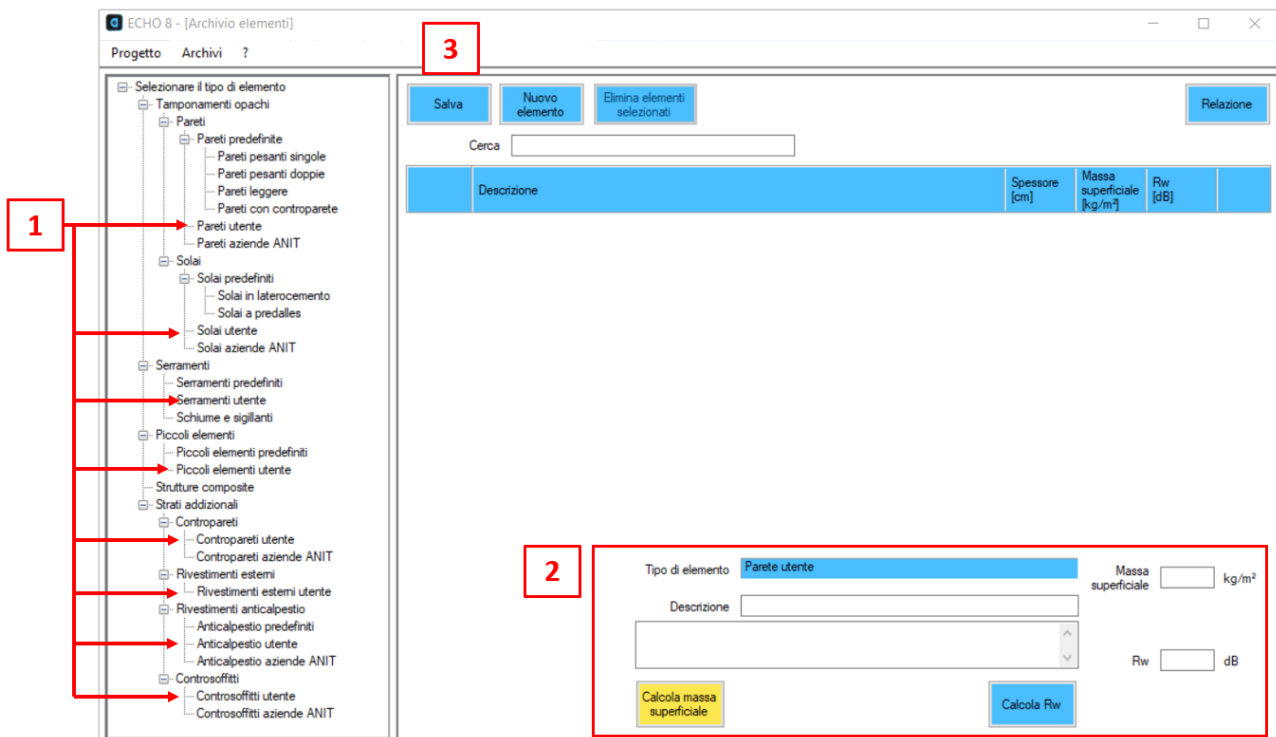 ECHO 8 - [Archivio elementi]
Progetto Archivi ?
3
Selezionare il tipo di elemento
Tamponamenti opachi
Pareti
Pareti predefinite
Pareti pesanti singole
Pareti pesanti doppie
Pareti leggere
Pareti con controparete
1
Pareti utente
Pareti aziende ANIT
Solai
Solai predefiniti
Solai in laterocemento
Solai a predalles
Solai utente
Solai aziende ANIT
Serramenti
Serramenti predefiniti
Serramenti utente
Schiume e sigillanti
Piccoli elementi
Piccoli elementi predefiniti
Piccoli elementi utente
Strutture composite
Strati addizionali
Contropareti
Contropareti utente
Contropareti aziende ANIT
Rivestimenti esterni
Rivestimenti esterni utente
Rivestimenti anticalpestio
Anticalpestio predefiniti
Anticalpestio utente
Anticalpestio aziende ANIT
Controsoffitti
Controsoffitti utente
Controsoffitti aziende ANIT
Salva
Nuovo
elemento
Elimina elementi
selezionati
Relazione
Cerca
Descrizione
Spessore
[cm]
Massa
superficiale
[kg/m²]
Rw
[dB]
2
Tipo di elemento Parete utente
Massa
superficiale
kg/m²
Descrizione
Rw dB
Calcola massa
superficiale
Calcola Rw